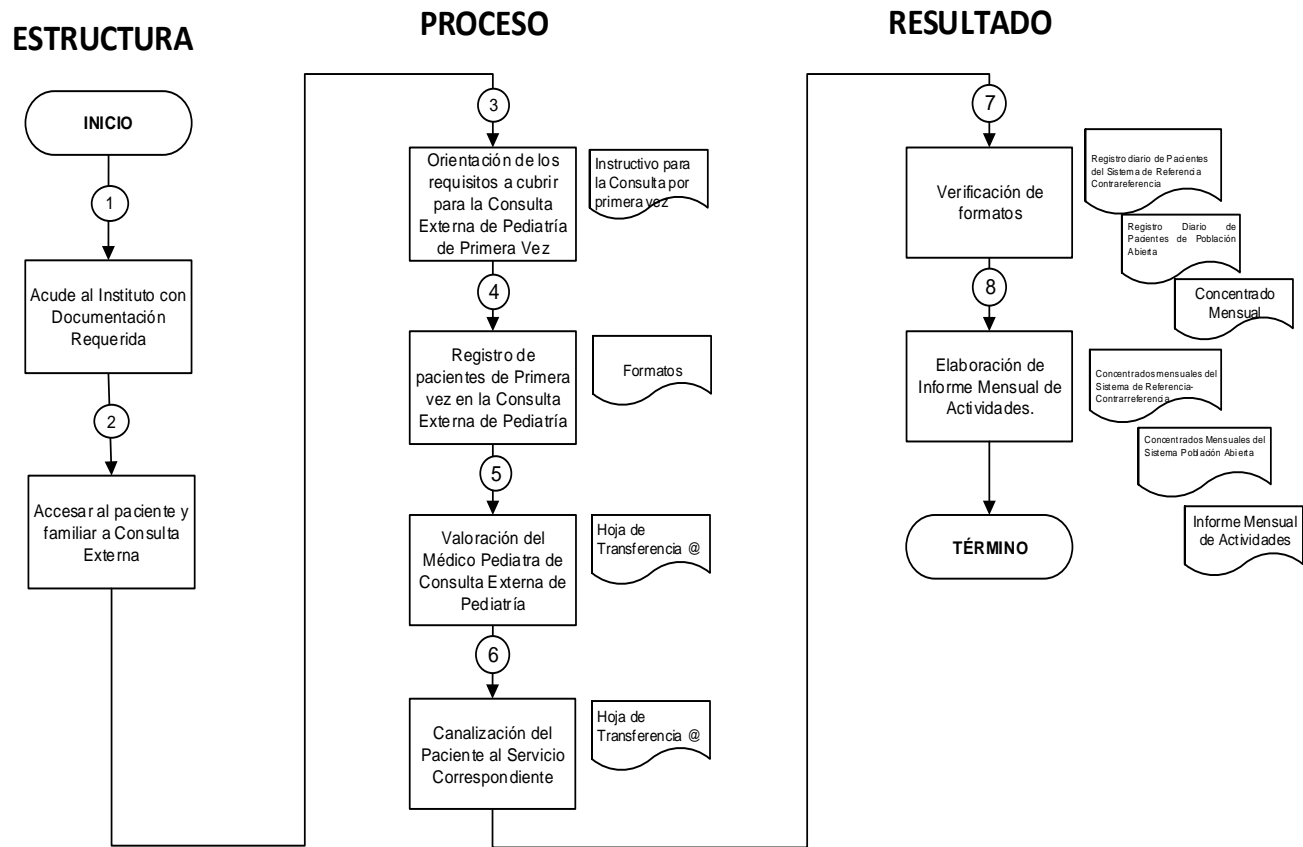 ESTRUCTURA
INICIO
1
Acude al Instituto con
Documentación
Requerida
2
Accesar al paciente y
familiar a Consulta
Externa
PROCESO
3
Orientación de los
requisitos a cubrir
para la Consulta
Externa de Pediatría
de Primera Vez
Instructivo para
la Consulta por
primera vez
4
Registro de
pacientes de Primera
vez en la Consulta
Externa de Pediatría
Formatos
5
Valoración del
Médico Pediatra de
Consulta Externa de
Pediatría
Hoja de
Transferencia @
6
Canalización del
Paciente al Servicio
Correspondiente
Hoja de
Transferencia @
RESULTADO
7
Verificación de
formatos
Registro diario de Pacientes
del Sistema de Referencia
Contrareferencia
Registro Diario de
Pacientes de Población
Abierta
Concentrado
Mensual
8
Elaboración de
Informe Mensual de
Actividades.
Concentrados mensuales del
Sistema de Referencia-
Contrarreferencia
Concentrados Mensuales del
Sistema Población Abierta
Informe Mensual
de Actividades
TÉRMINO